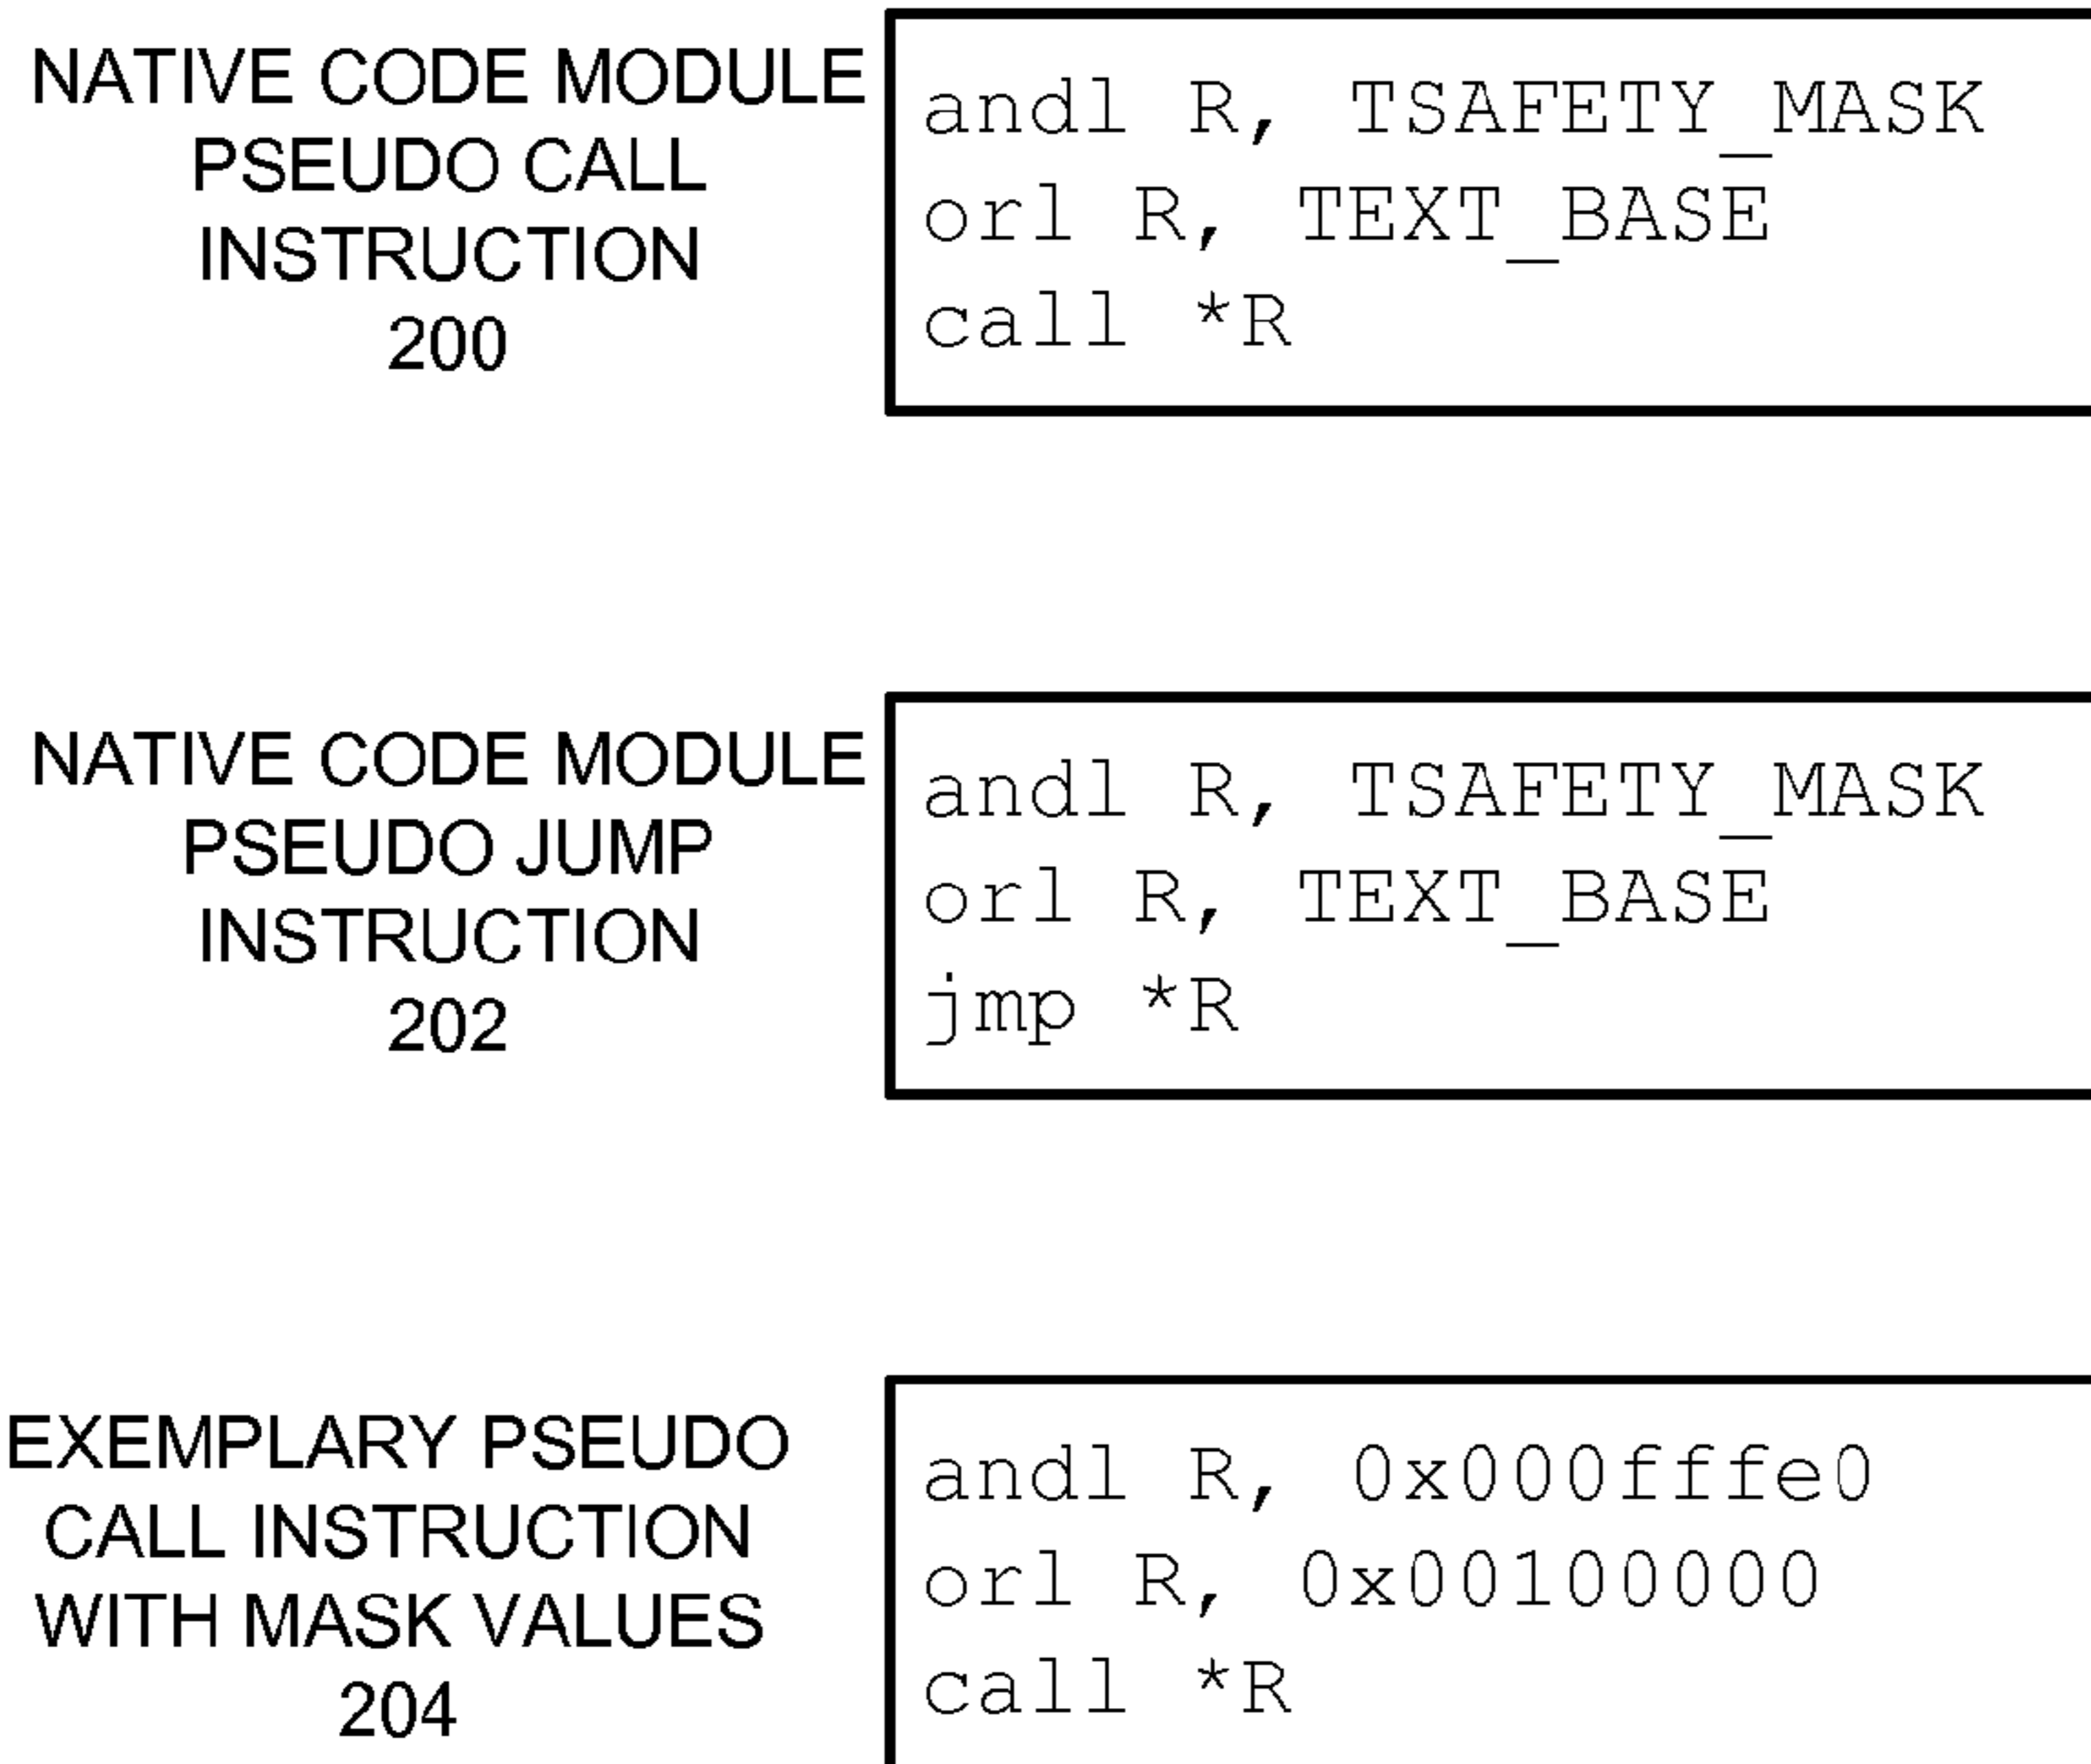 NATIVE CODE MODULE
PSEUDO CALL
INSTRUCTION
200
andl R, TSAFETY_MASK
orl R, TEXT_BASE
call *R
NATIVE CODE MODULE
PSEUDO JUMP
INSTRUCTION
202
andl R, TSAFETY_MASK
orl R, TEXT_BASE
jmp *R
EXEMPLARY PSEUDO
CALL INSTRUCTION
WITH MASK VALUES
204
andl R, 0x000fffe0
orl R, 0x00100000
call *R